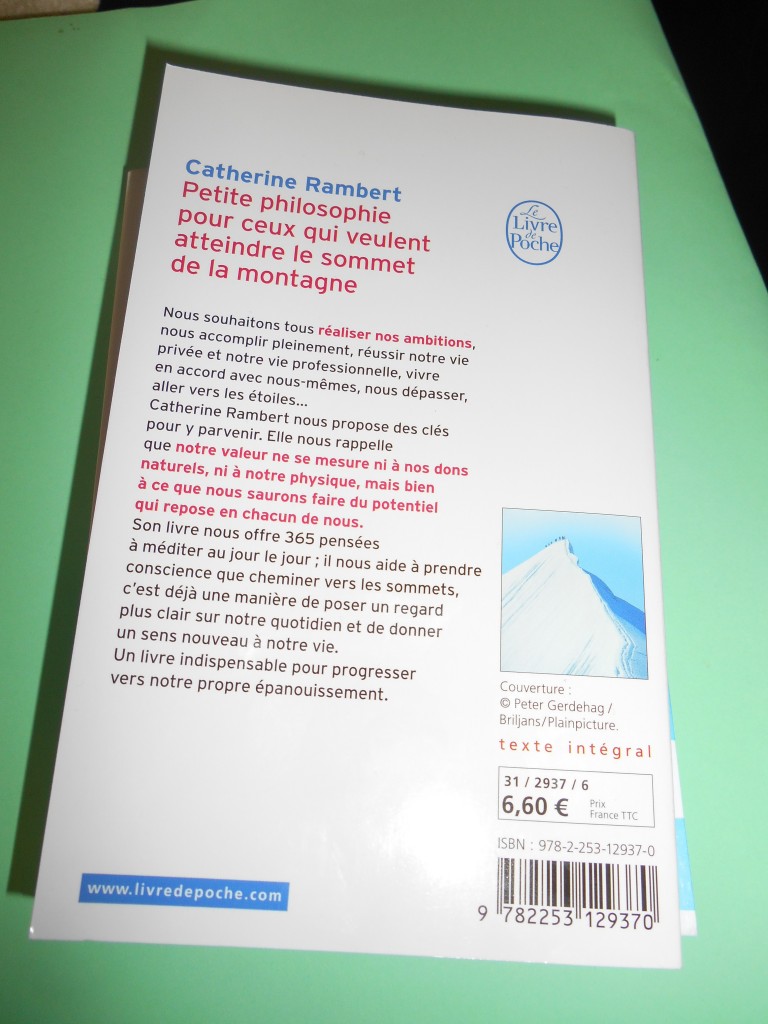 Catherine Rambert
Petite philosophie
pour ceux qui veulent
atteindre le sommet
de la montagne
Le
Livre
de
Poche
Nous souhaitons tous réaliser nos ambitions,
nous accomplir pleinement, réussir notre vie
privée et notre vie professionnelle, vivre
en accord avec nous-mêmes, nous dépasser,
aller vers les étoiles...
Catherine Rambert nous propose des clés
pour y parvenir. Elle nous rappelle
que notre valeur ne se mesure ni à nos dons
naturels, ni à notre physique, mais bien
à ce que nous saurons faire du potentiel
qui repose en chacun de nous.
Son livre nous offre 365 pensées
à méditer au jour le jour ; il nous aide à prendre
conscience que cheminer vers les sommets,
c'est déjà une manière de poser un regard
plus clair sur notre quotidien et de donner
un sens nouveau à notre vie.
Un livre indispensable pour progresser
vers notre propre épanouissement.
Couverture :
© Peter Gerdehag /
Briljans/Plainpicture.
texte intégral
31 / 2937 / 6
6,60 € Prix
France TTC
ISBN : 978-2-253-12937-0
9 782253 129370
www.livredepoche.com